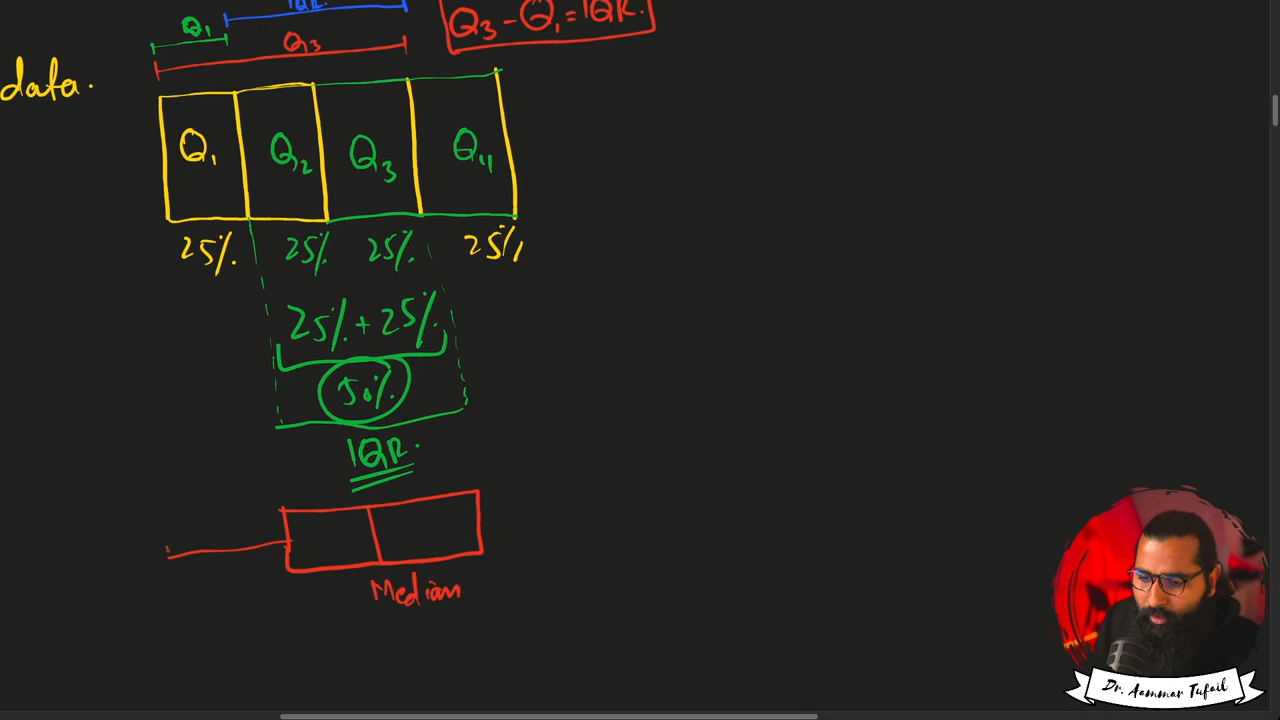 IQR.
Q₁
Q₃ - Q₁ = IQR.
Q₃
data.
Q₁ Q₂ Q₃ Q₄
25% 25% 25% 25%
25% + 25%
50%
IQR.
Median
Dr. Aammar Tufail